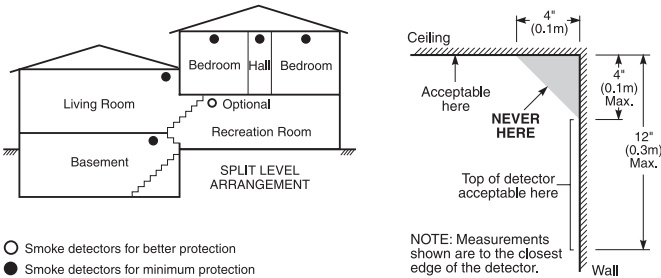 Bedroom Hall Bedroom
Living Room
Optional
Recreation Room
Basement
SPLIT LEVEL
ARRANGEMENT
Smoke detectors for better protection
Smoke detectors for minimum protection
4"
(0.1m)
Ceiling
Acceptable
here
4"
(0.1m)
Max.
NEVER
HERE
12"
(0.3m)
Max.
Top of detector
acceptable here
NOTE: Measurements
shown are to the closest
edge of the detector.
Wall